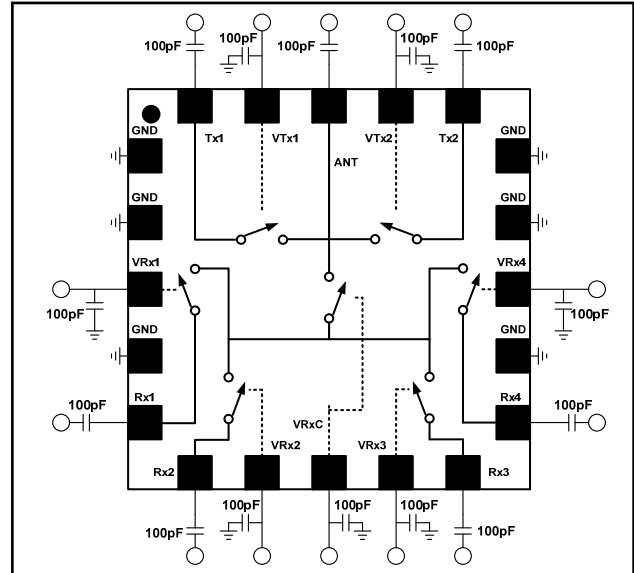 100pF 100pF 100pF 100pF 100pF
Tx1 VTx1 VTx2 Tx2
GND ANT GND
GND GND
VRx1 VRx4
100pF 100pF
GND GND
100pF Rx1 Rx4 100pF
VRxC
Rx2 VRx2 VRx3 Rx3
100pF 100pF 100pF
100pF 100pF